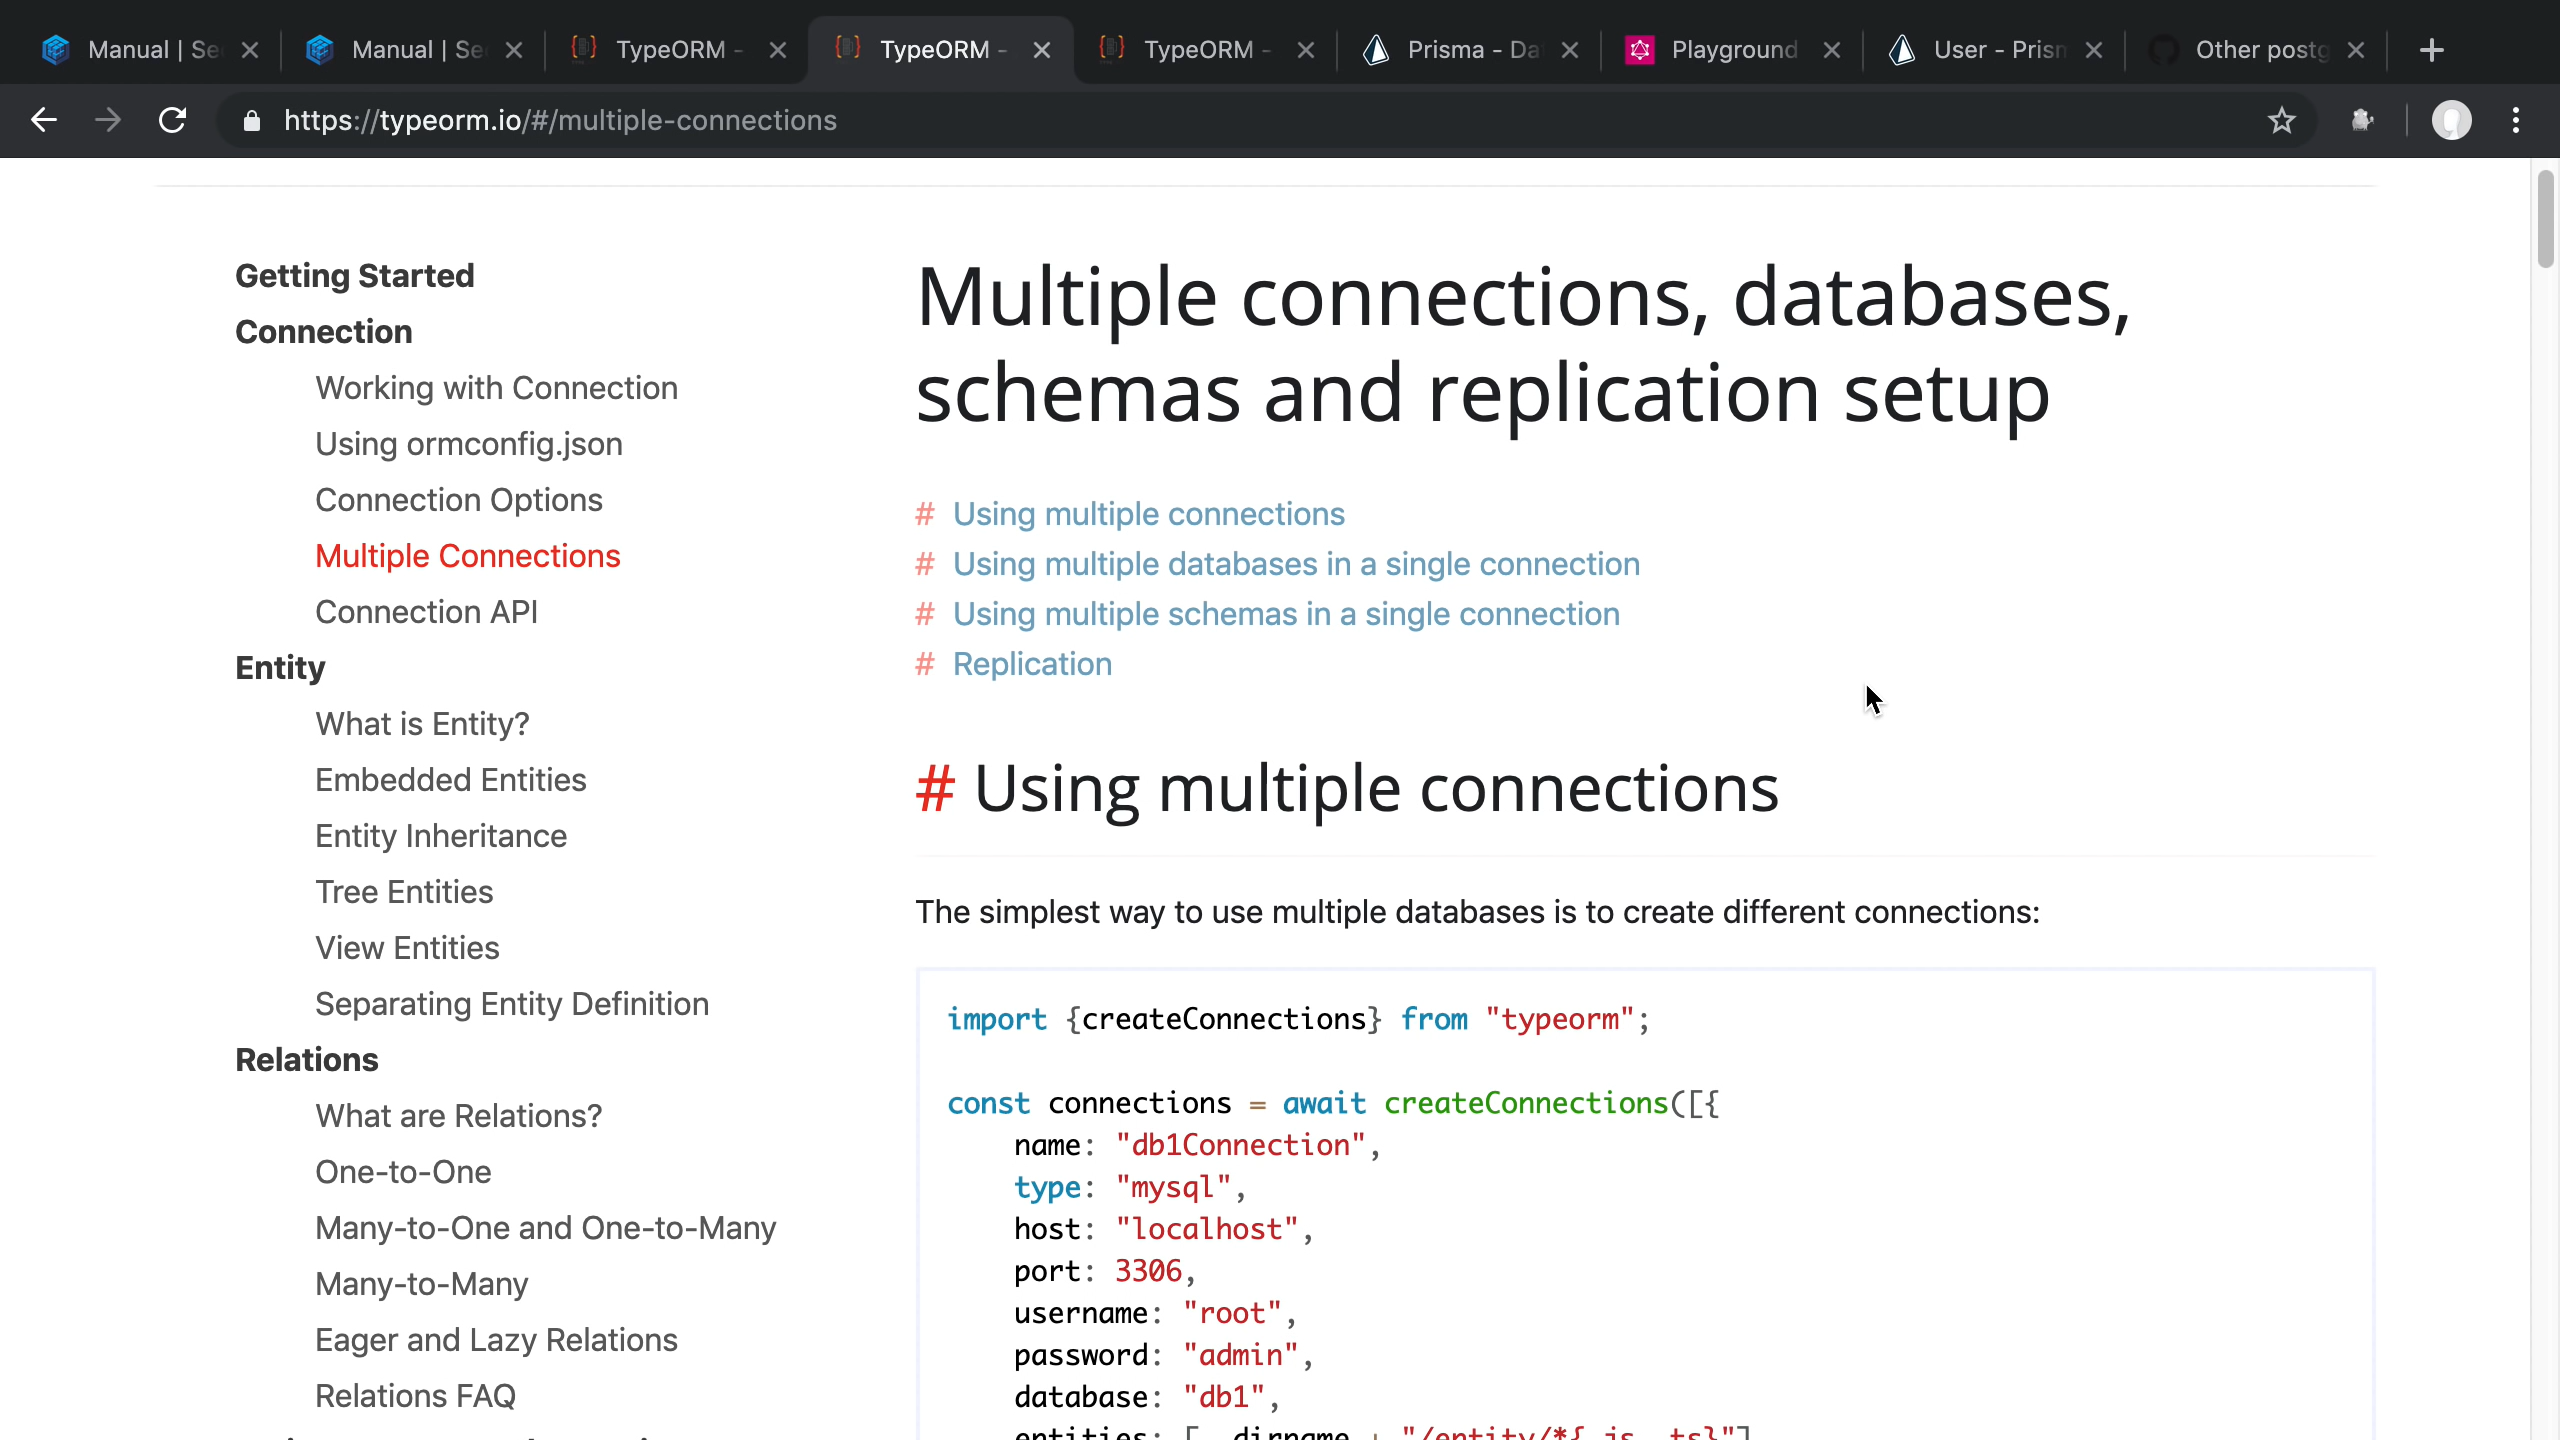 Manual | Se
Manual | Se
TypeORM -
TypeORM -
TypeORM -
Prisma - Da
Playground
User - Prism
Other postg
https://typeorm.io/#/multiple-connections
Getting Started
Connection
Working with Connection
Using ormconfig.json
Connection Options
Multiple Connections
Connection API
Entity
What is Entity?
Embedded Entities
Entity Inheritance
Tree Entities
View Entities
Separating Entity Definition
Relations
What are Relations?
One-to-One
Many-to-One and One-to-Many
Many-to-Many
Eager and Lazy Relations
Relations FAQ
Multiple connections, databases,
schemas and replication setup
# Using multiple connections
# Using multiple databases in a single connection
# Using multiple schemas in a single connection
# Replication
# Using multiple connections
The simplest way to use multiple databases is to create different connections:
import {createConnections} from "typeorm";
const connections = await createConnections([{
name: "db1Connection",
type: "mysql",
host: "localhost",
port: 3306,
username: "root",
password: "admin",
database: "db1",
entities: [__dirname + "/entity/*{.js,.ts}"]